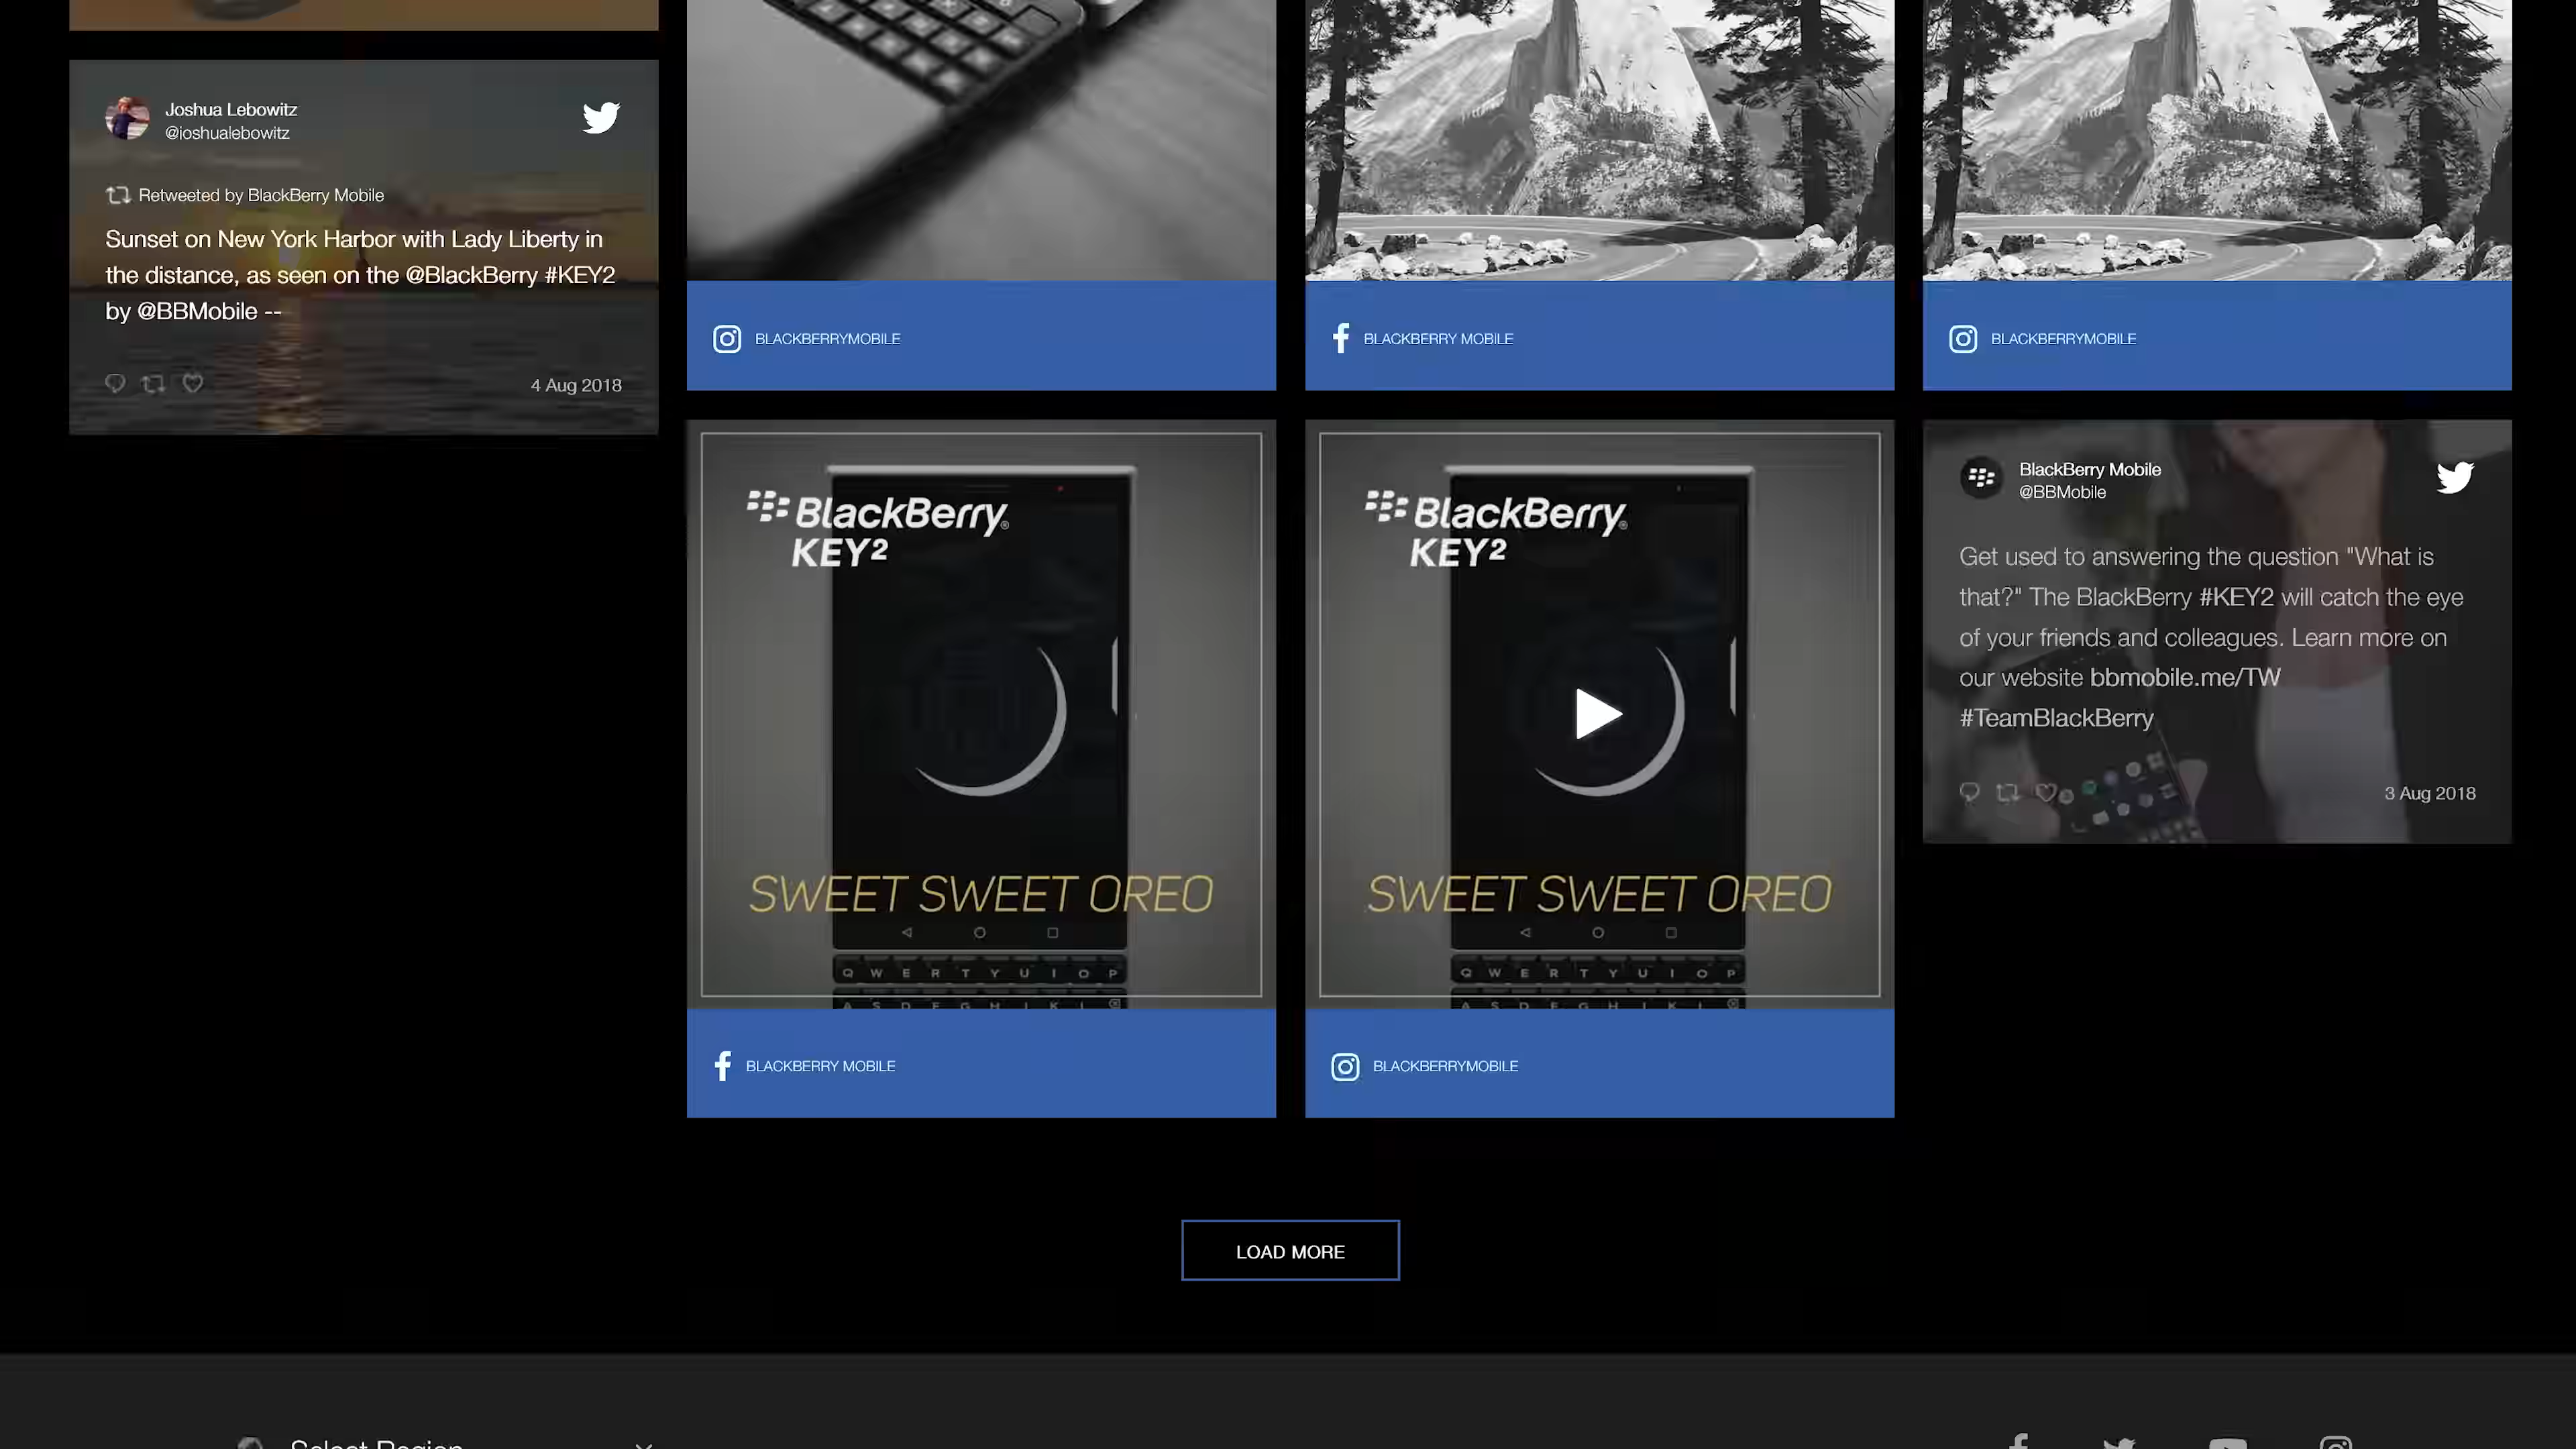 Joshua Lebowitz
@joshualebowitz
Retweeted by BlackBerry Mobile
Sunset on New York Harbor with Lady Liberty in
the distance, as seen on the @BlackBerry #KEY2
by @BBMobile --
4 Aug 2018
BLACKBERRYMOBILE
BLACKBERRY MOBILE
BLACKBERRYMOBILE
BlackBerry®
KEY²
SWEET SWEET OREO
Q W E R T Y U I O P
A S D F G H J K L
BLACKBERRY MOBILE
BlackBerry®
KEY²
SWEET SWEET OREO
Q W E R T Y U I O P
A S D F G H J K L
BLACKBERRYMOBILE
BlackBerry Mobile
@BBMobile
Get used to answering the question "What is
that?" The BlackBerry #KEY2 will catch the eye
of your friends and colleagues. Learn more on
our website bbmobile.me/TW
#TeamBlackBerry
3 Aug 2018
LOAD MORE
Select Region